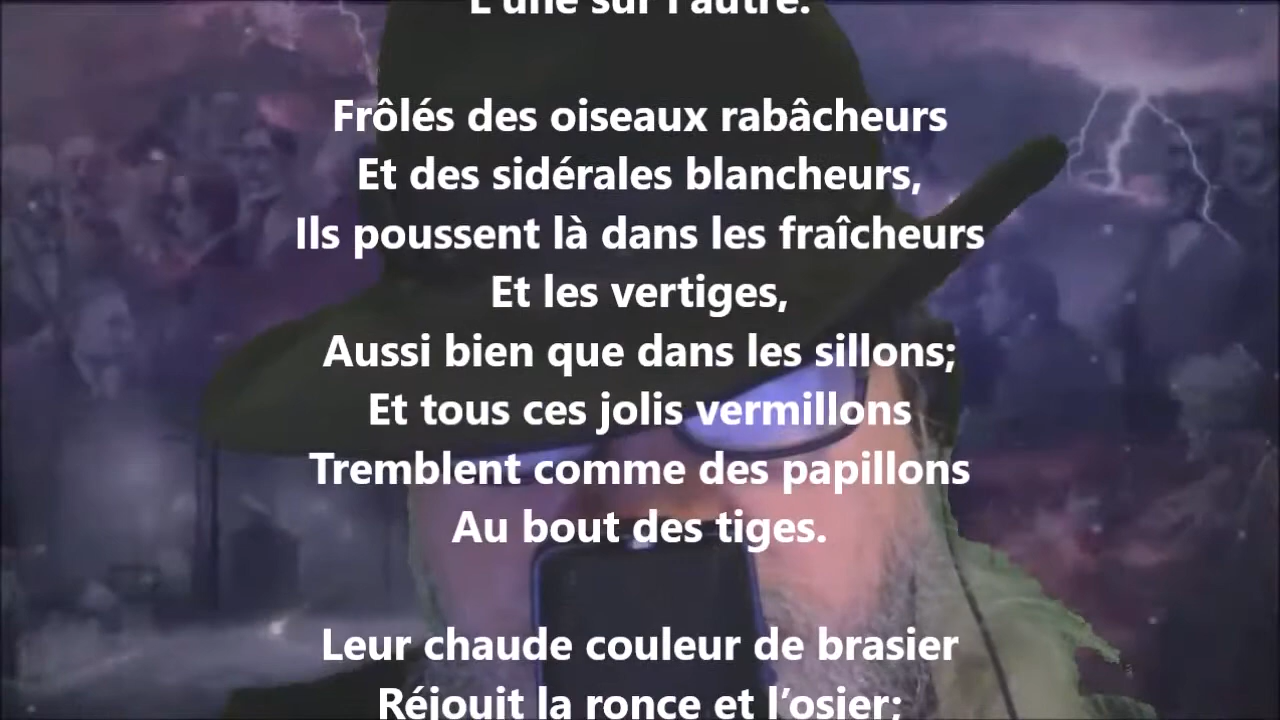 L'une sur l'autre.
Frôlés des oiseaux rabâcheurs
Et des sidérales blancheurs,
Ils poussent là dans les fraîcheurs
Et les vertiges,
Aussi bien que dans les sillons;
Et tous ces jolis vermillons
Tremblent comme des papillons
Au bout des tiges.
Leur chaude couleur de brasier
Réjouit la ronce et l’osier;